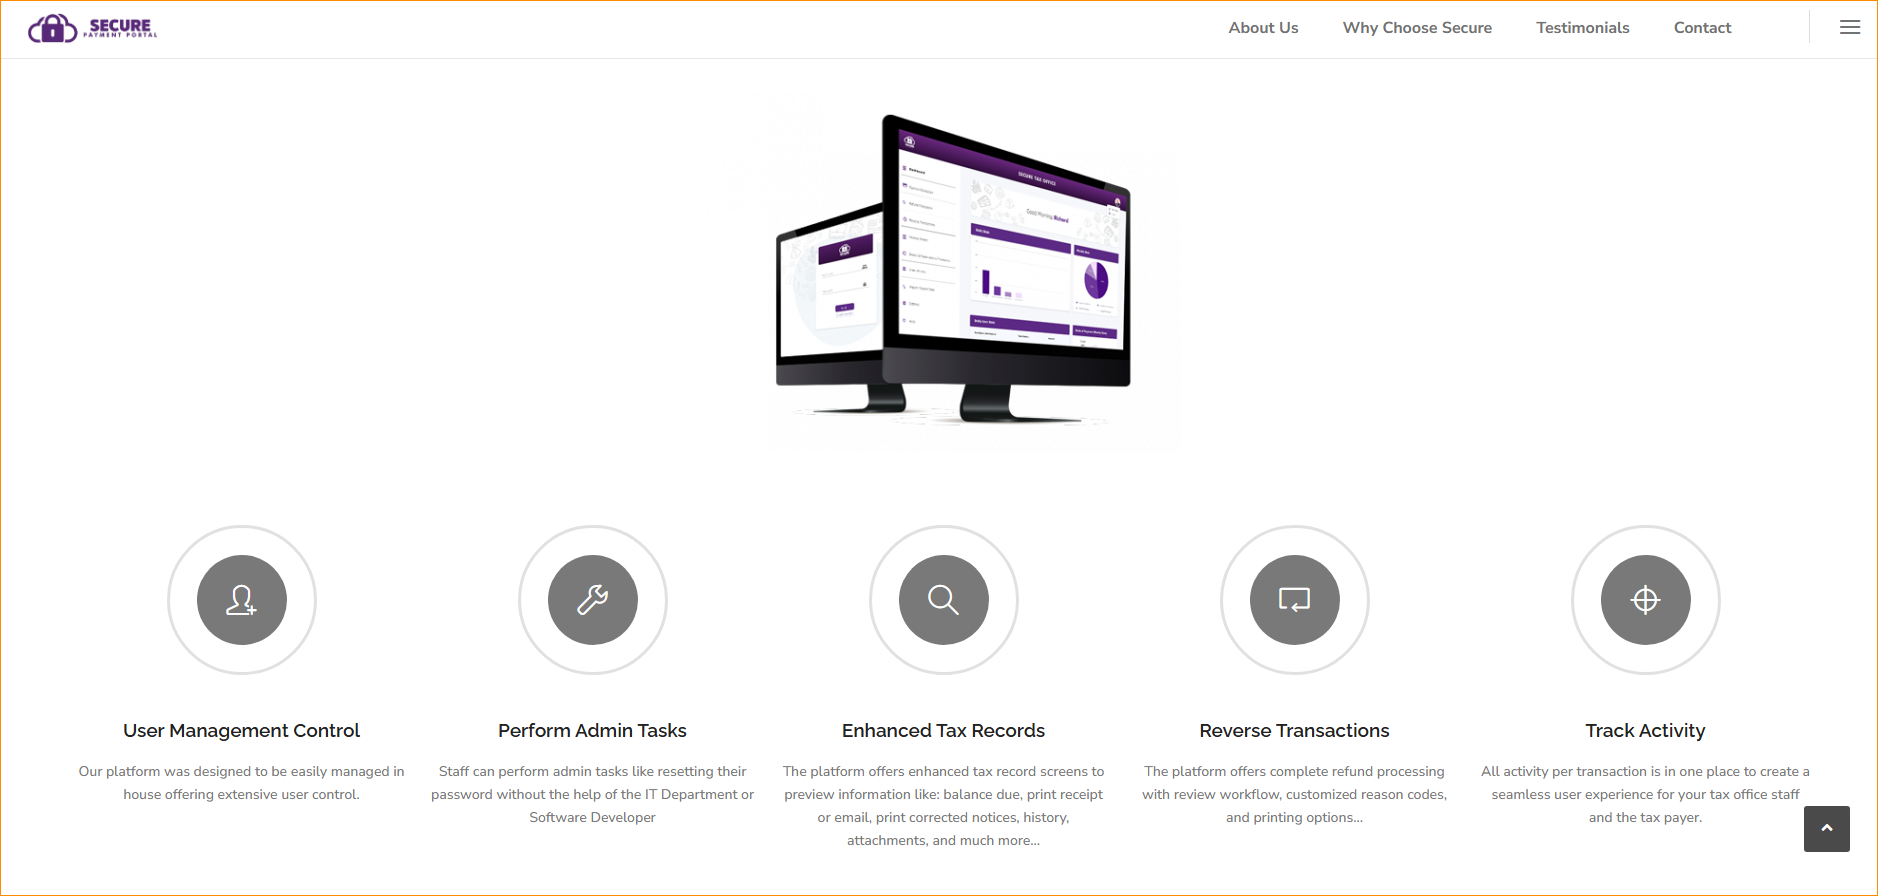 SECURE
PAYMENT PORTAL
About Us
Why Choose Secure
Testimonials
Contact
SECURE TAX OFFICE
Good Morning, Richard
User Management Control
Our platform was designed to be easily managed in
house offering extensive user control.
Perform Admin Tasks
Staff can perform admin tasks like resetting their
password without the help of the IT Department or
Software Developer
Enhanced Tax Records
The platform offers enhanced tax record screens to
preview information like: balance due, print receipt
or email, print corrected notices, history,
attachments, and much more...
Reverse Transactions
The platform offers complete refund processing
with review workflow, customized reason codes,
and printing options...
Track Activity
All activity per transaction is in one place to create a
seamless user experience for your tax office staff
and the tax payer.